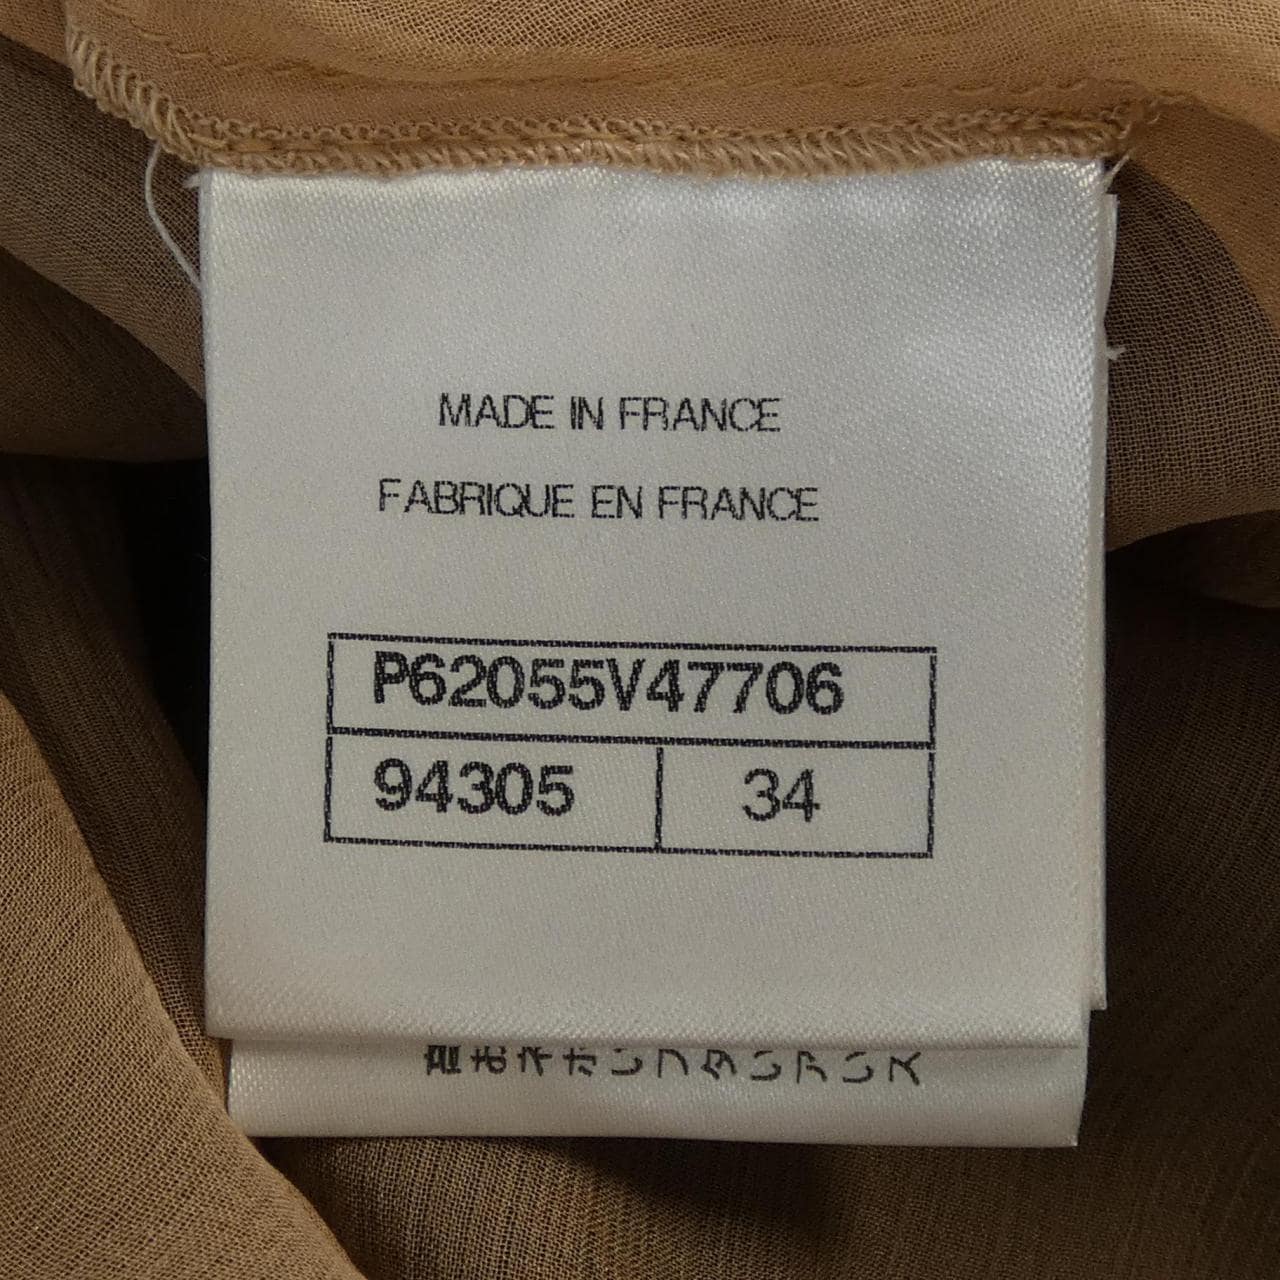 MADE IN FRANCE
FABRIQUE EN FRANCE
P62055V47706
94305 34